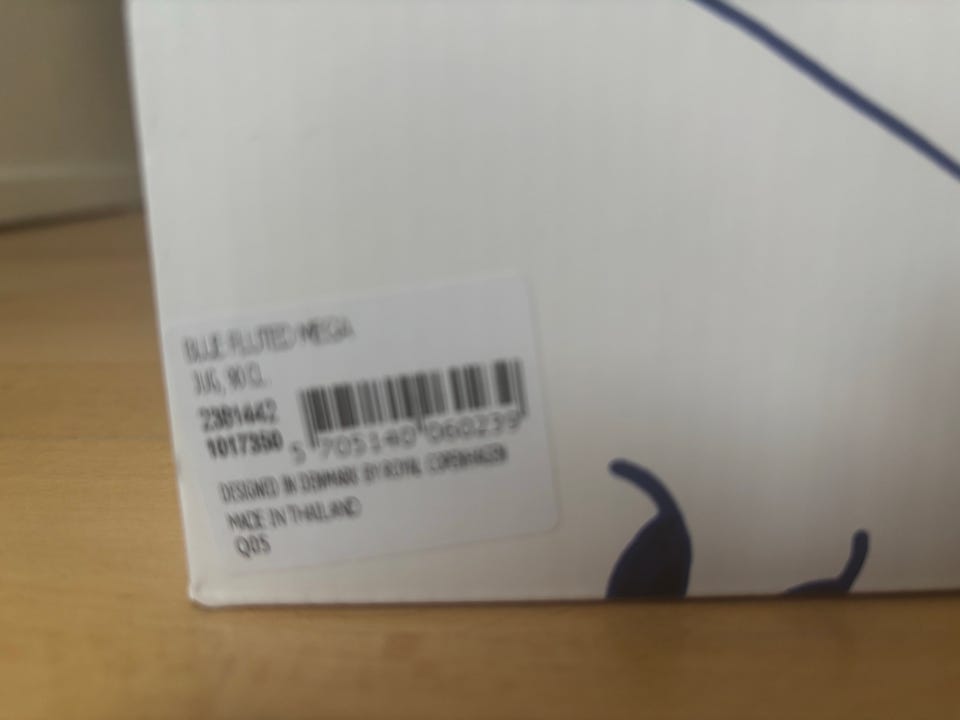 BLUE FLUTED MEGA
JUG, 90 CL.
2381442
1017350
5 705140 060239
DESIGNED IN DENMARK BY ROYAL COPENHAGEN
MADE IN THAILAND
Q05